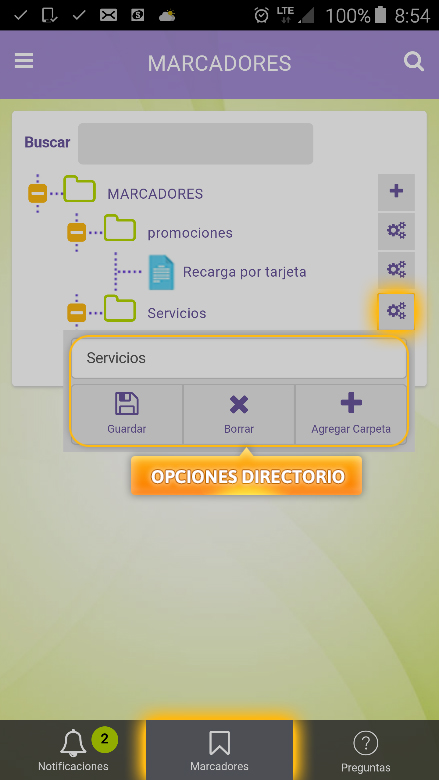 LTE 100% 8:54
MARCADORES
Buscar
MARCADORES
promociones
Recarga por tarjeta
Servicios
Servicios
Guardar Borrar Agregar Carpeta
OPCIONES DIRECTORIO
2
Notificaciones Marcadores Preguntas